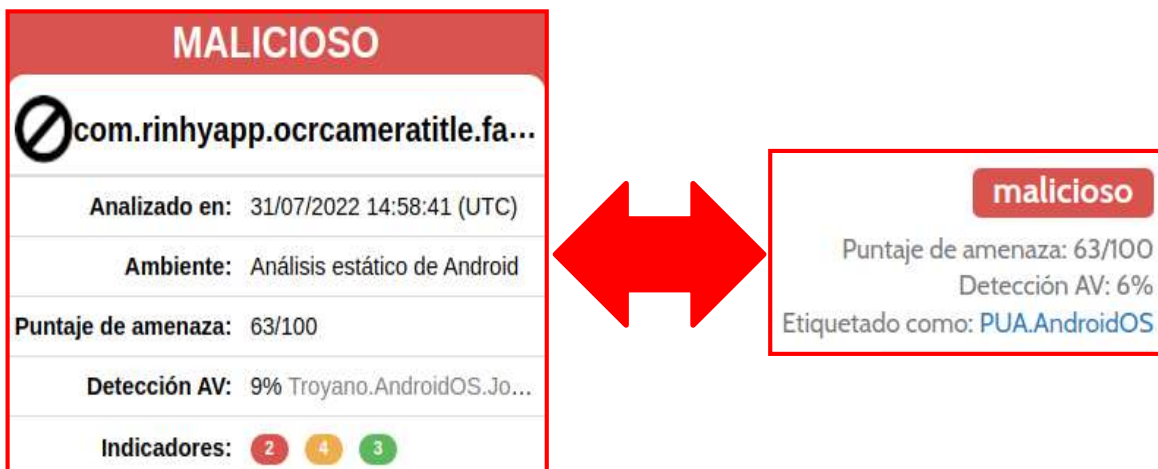 MALICIOSO
com.rinhyapp.ocrcameratitle.fa...
Analizado en: 31/07/2022 14:58:41 (UTC)
Ambiente: Análisis estático de Android
Puntaje de amenaza: 63/100
Detección AV: 9% Troyano.AndroidOS.Jo...
Indicadores: 2 4 3
malicioso
Puntaje de amenaza: 63/100
Detección AV: 6%
Etiquetado como: PUA.AndroidOS